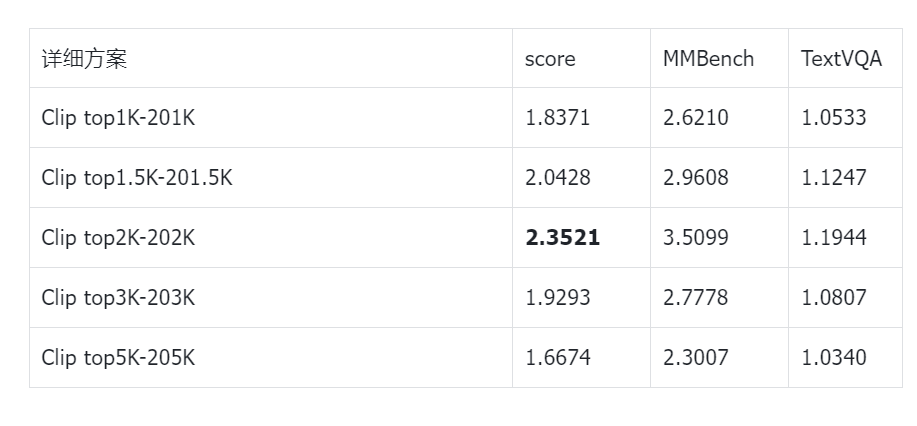 详细方案 score MMBench TextVQA
Clip top1K-201K 1.8371 2.6210 1.0533
Clip top1.5K-201.5K 2.0428 2.9608 1.1247
Clip top2K-202K 2.3521 3.5099 1.1944
Clip top3K-203K 1.9293 2.7778 1.0807
Clip top5K-205K 1.6674 2.3007 1.0340